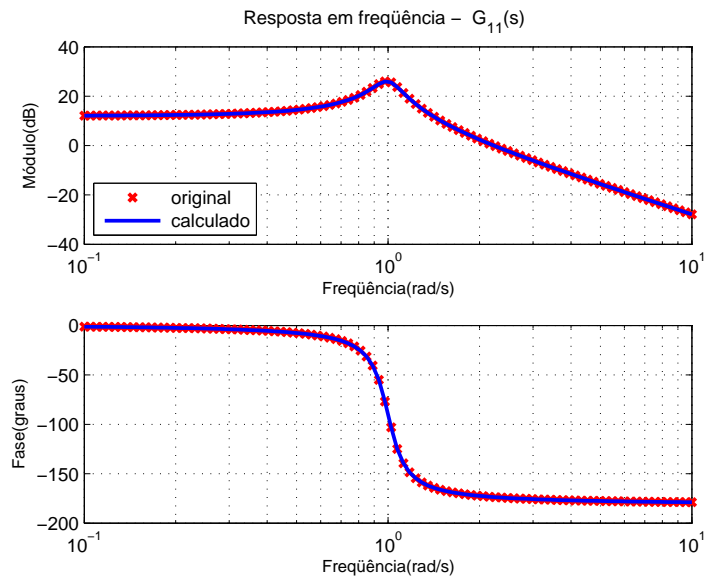 Resposta em freqüência – G₁₁(s)
40
20
0
−20
−40
Módulo(dB)
original
calculado
10⁻¹ 10⁰ 10¹
Freqüência(rad/s)
0
−50
−100
−150
−200
Fase(graus)
10⁻¹ 10⁰ 10¹
Freqüência(rad/s)